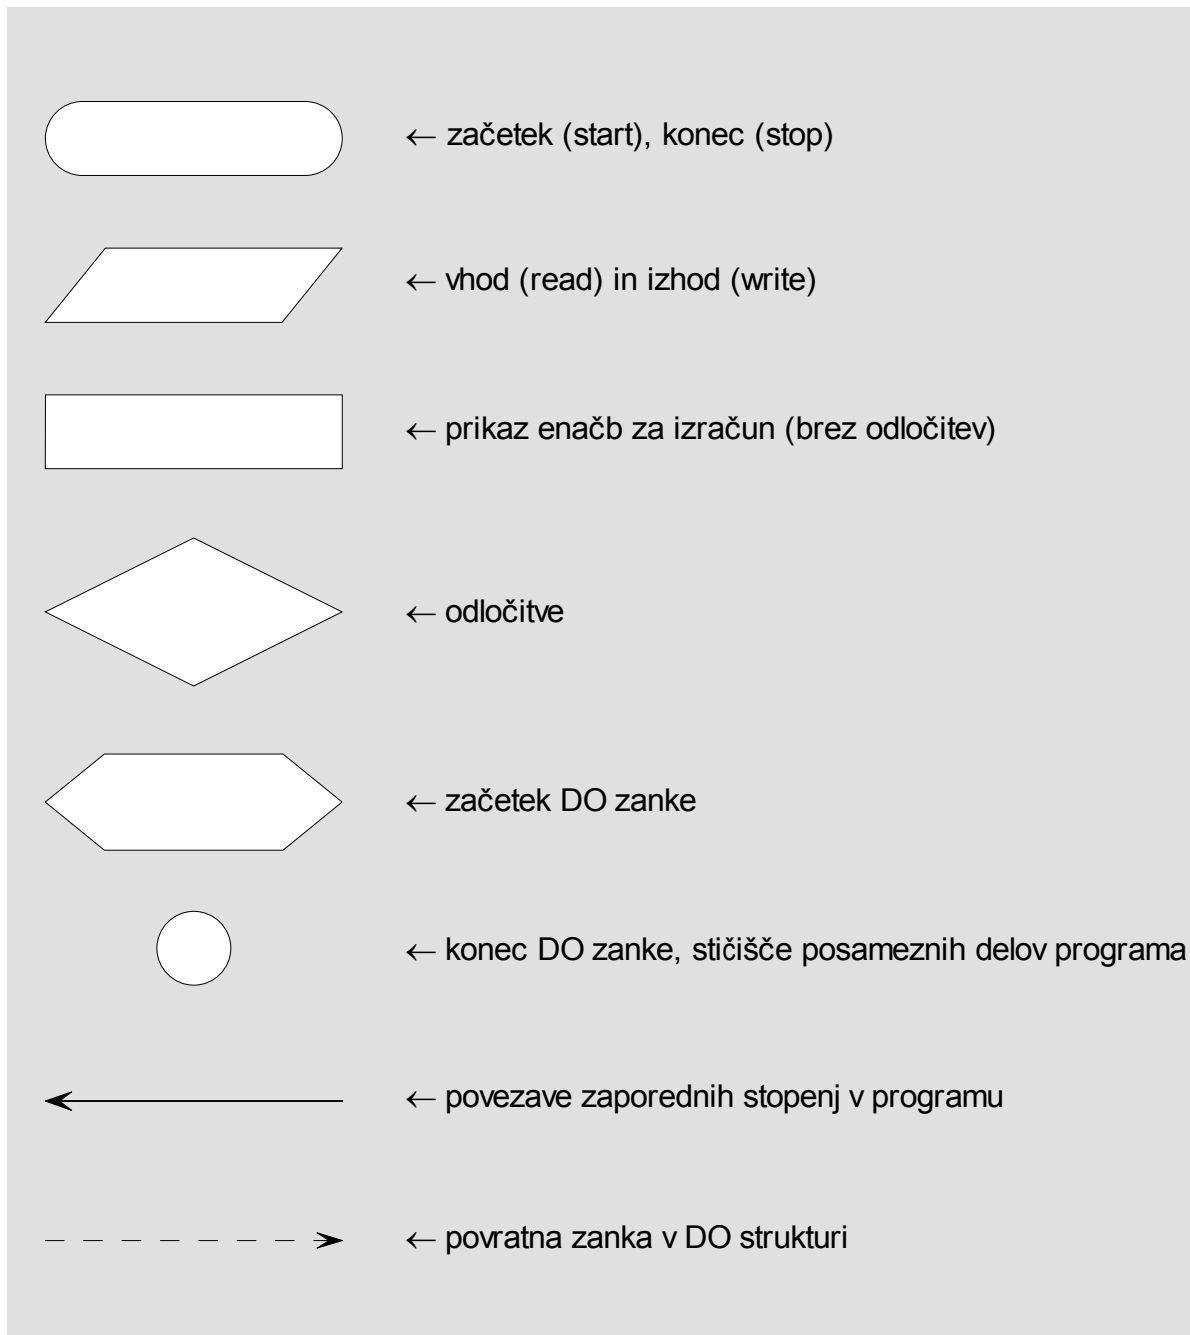 ← začetek (start), konec (stop)
← vhod (read) in izhod (write)
← prikaz enačb za izračun (brez odločitev)
← odločitve
← začetek DO zanke
← konec DO zanke, stičišče posameznih delov programa
← povezave zaporednih stopenj v programu
← povratna zanka v DO strukturi